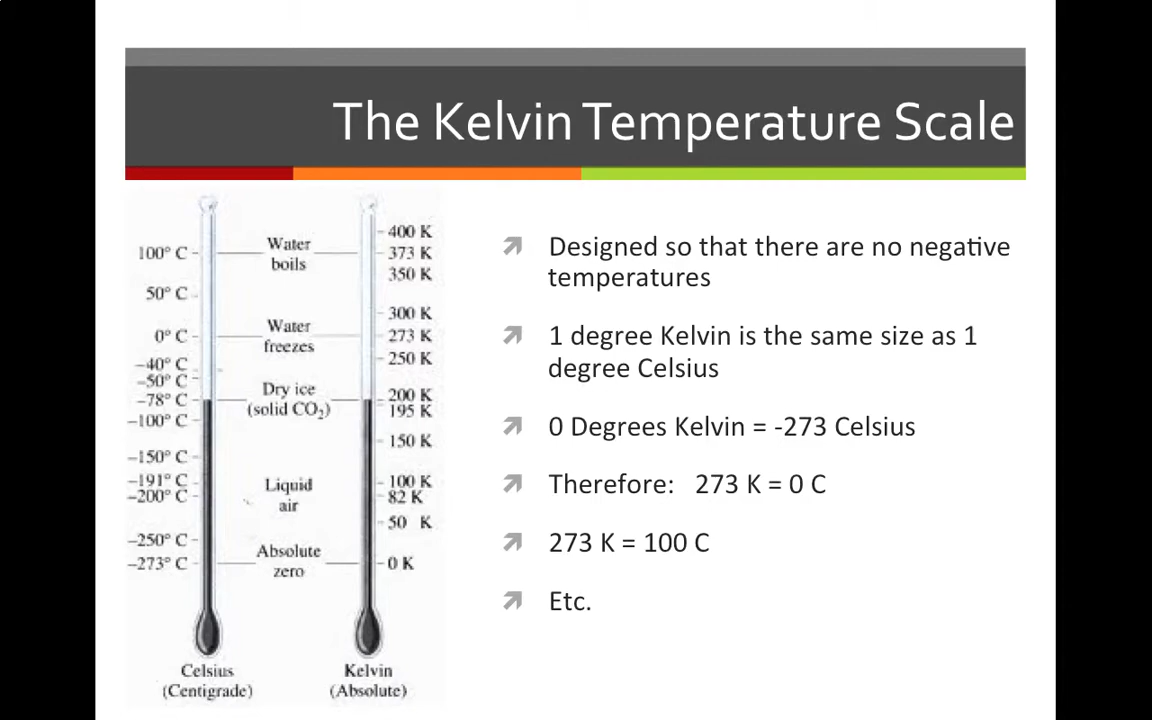 The Kelvin Temperature Scale
100° C
50° C
0° C
–40° C
–50° C
–78° C
–100° C
–150° C
–191° C
–200° C
–250° C
–273° C
Water
boils
Water
freezes
Dry ice
(solid CO₂)
Liquid
air
Absolute
zero
400 K
373 K
350 K
300 K
273 K
250 K
200 K
195 K
150 K
100 K
82 K
50 K
0 K
Celsius
(Centigrade)
Kelvin
(Absolute)
Designed so that there are no negative
temperatures
1 degree Kelvin is the same size as 1
degree Celsius
0 Degrees Kelvin = -273 Celsius
Therefore: 273 K = 0 C
273 K = 100 C
Etc.